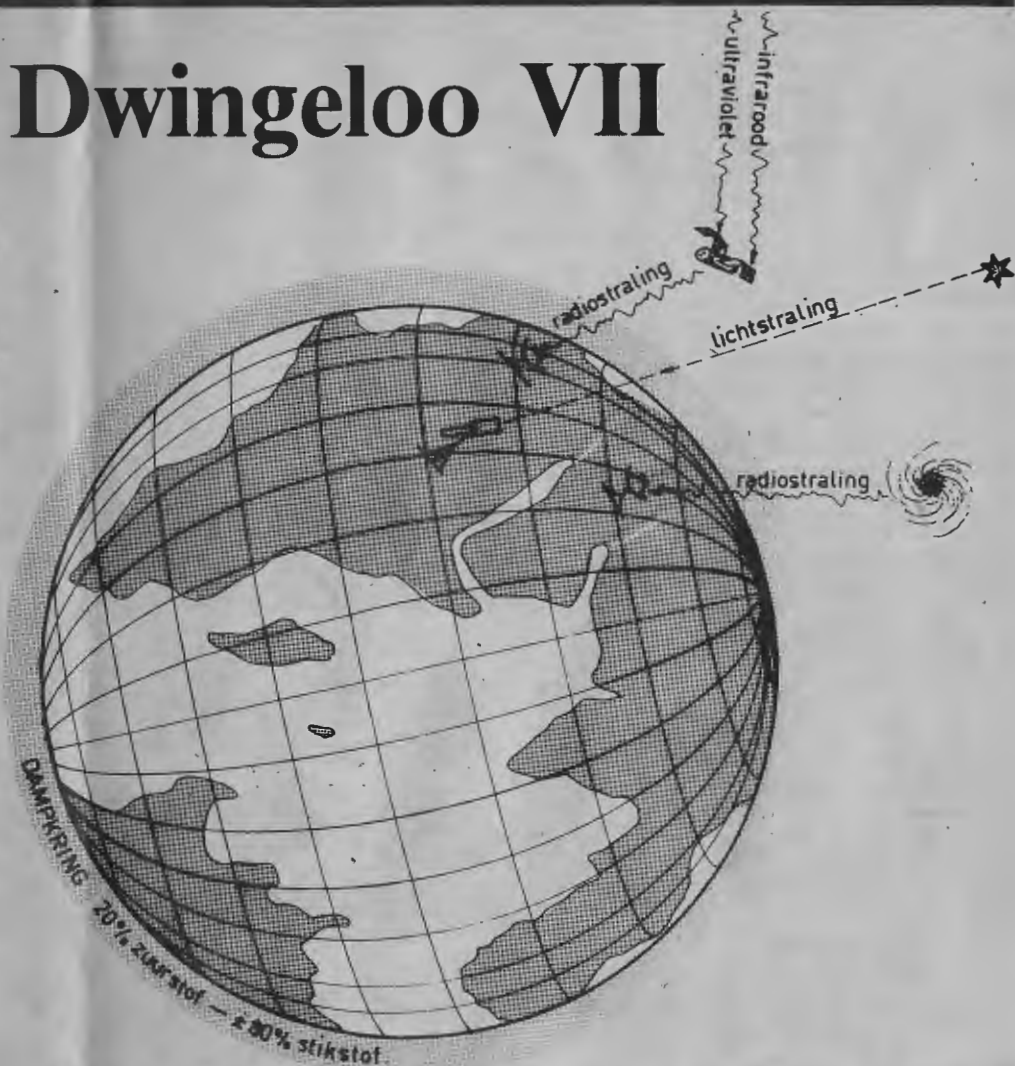 Dwingeloo VII
ultraviolet
infrarood
radiostraling
lichtstraling
radiostraling
DAMPKRING 20% zuurstof — ± 80% stikstof